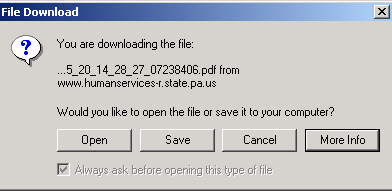 File Download
You are downloading the file:
...5_20_14_28_27_07238406.pdf from
www.humanservices-r.state.pa.us
Would you like to open the file or save it to your computer?
Open Save Cancel More Info
Always ask before opening this type of file